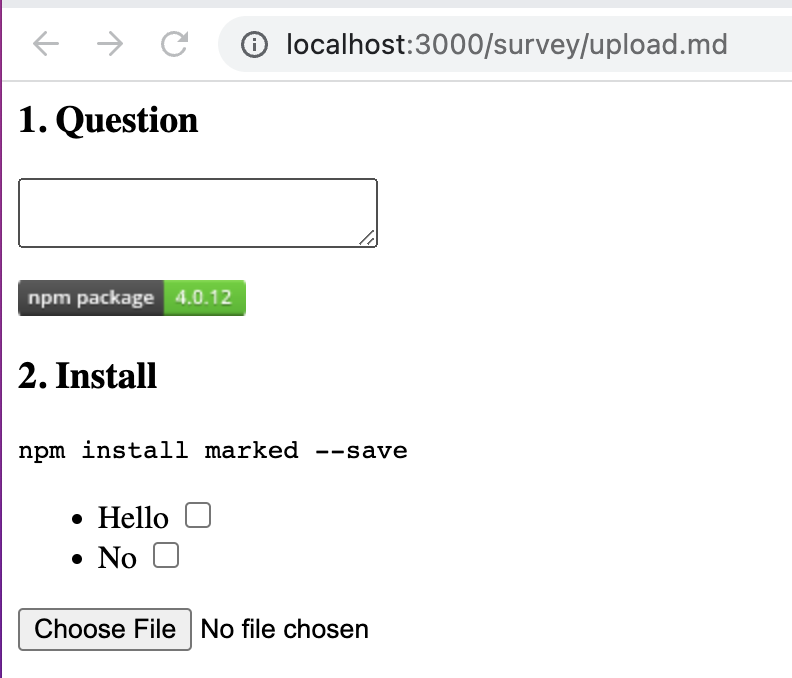 localhost:3000/survey/upload.md
1. Question
npm package 4.0.12
2. Install
npm install marked --save
• Hello
• No
Choose File No file chosen